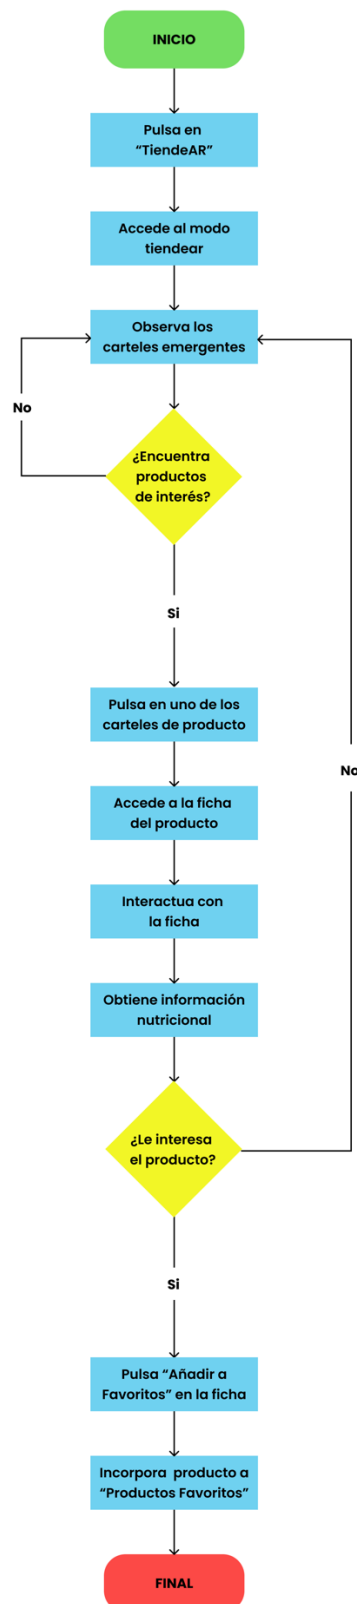 INICIO
Pulsa en
“TiendeAR”
Accede al modo
tiendear
Observa los
carteles emergentes
No
¿Encuentra
productos
de interés?
Si
Pulsa en uno de los
carteles de producto
No
Accede a la ficha
del producto
Interactua con
la ficha
Obtiene información
nutricional
¿Le interesa
el producto?
Si
Pulsa “Añadir a
Favoritos” en la ficha
Incorpora producto a
“Productos Favoritos”
FINAL